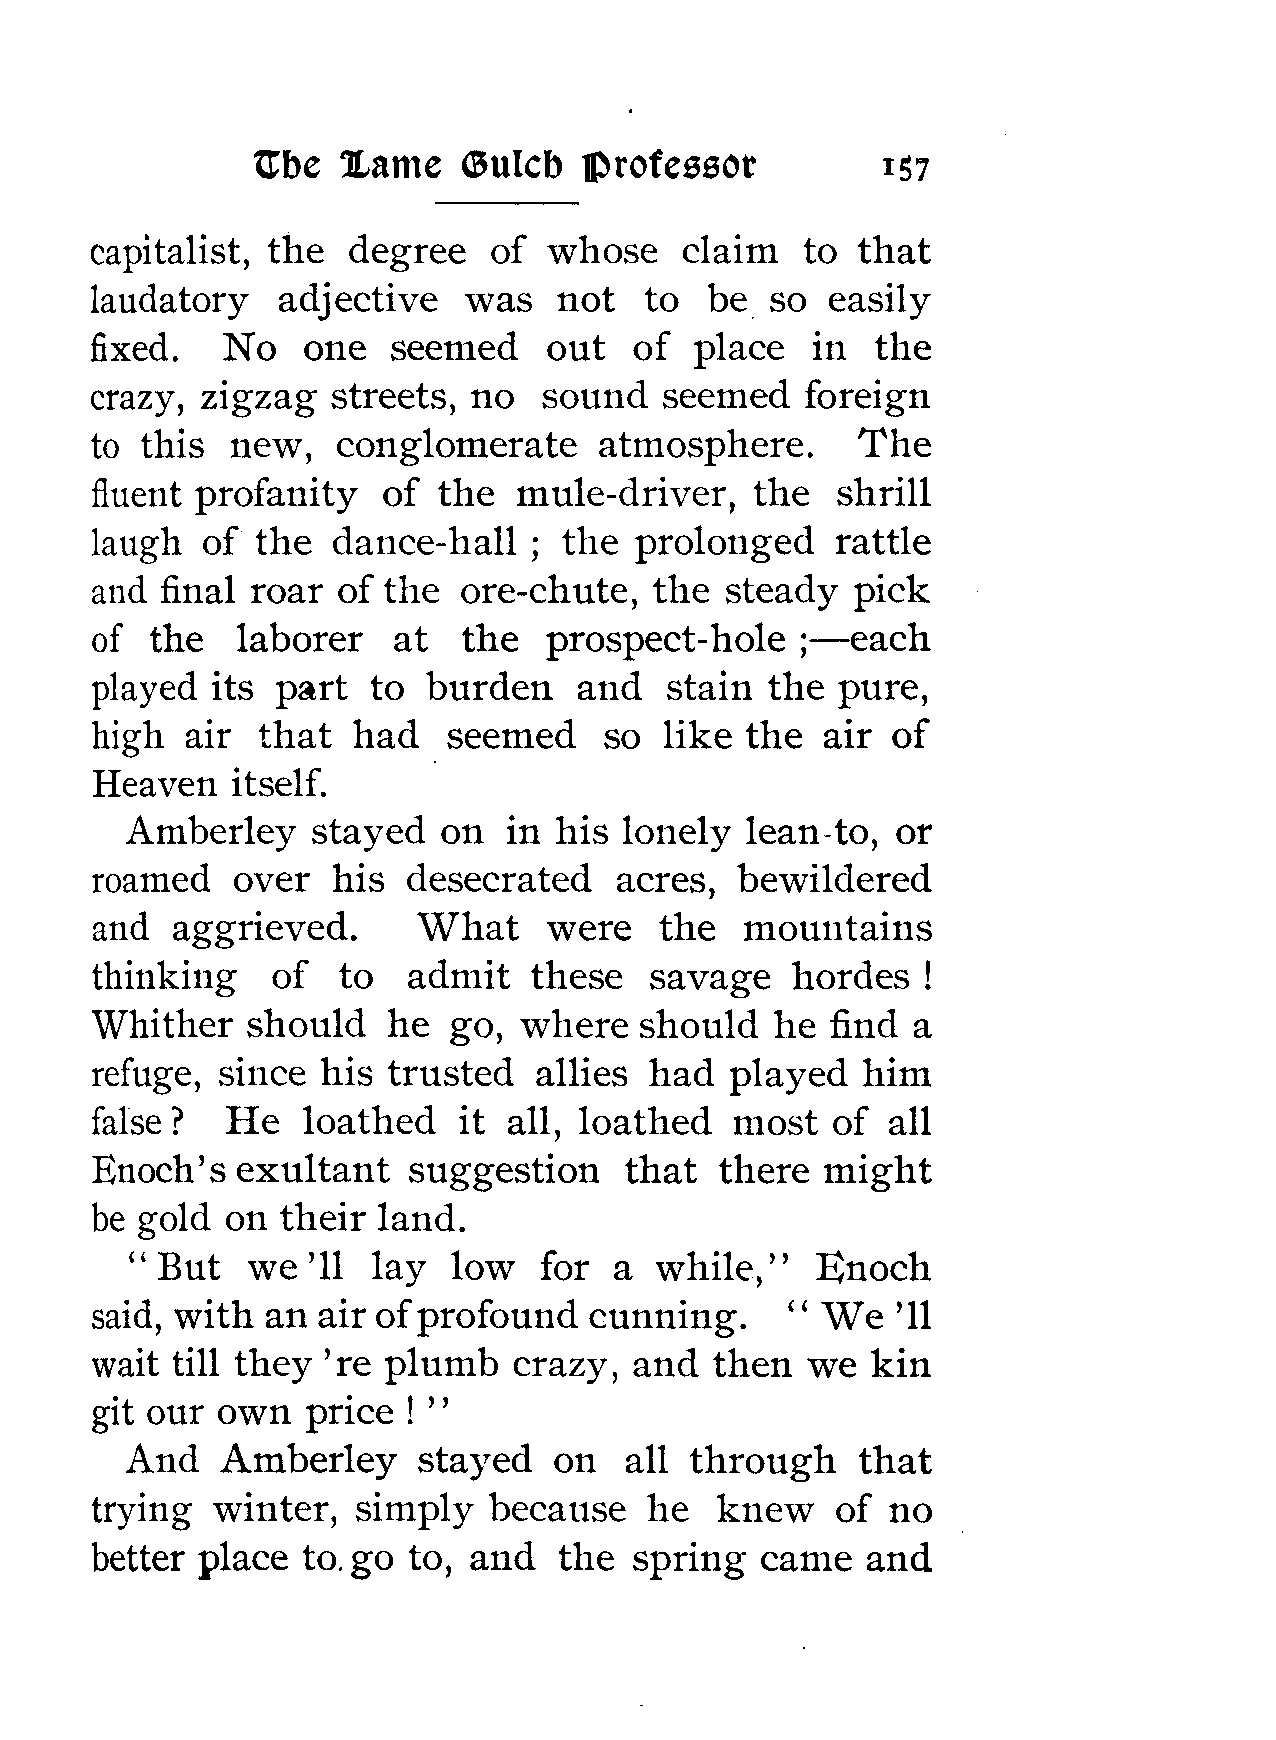 The Lame Gulch Professor 157
capitalist, the degree of whose claim to that
laudatory adjective was not to be so easily
fixed. No one seemed out of place in the
crazy, zigzag streets, no sound seemed foreign
to this new, conglomerate atmosphere. The
fluent profanity of the mule-driver, the shrill
laugh of the dance-hall ; the prolonged rattle
and final roar of the ore-chute, the steady pick
of the laborer at the prospect-hole ;—each
played its part to burden and stain the pure,
high air that had seemed so like the air of
Heaven itself.
Amberley stayed on in his lonely lean-to, or
roamed over his desecrated acres, bewildered
and aggrieved. What were the mountains
thinking of to admit these savage hordes !
Whither should he go, where should he find a
refuge, since his trusted allies had played him
false ? He loathed it all, loathed most of all
Enoch's exultant suggestion that there might
be gold on their land.
" But we 'll lay low for a while," Enoch
said, with an air of profound cunning. " We 'll
wait till they 're plumb crazy, and then we kin
git our own price ! "
And Amberley stayed on all through that
trying winter, simply because he knew of no
better place to go to, and the spring came and